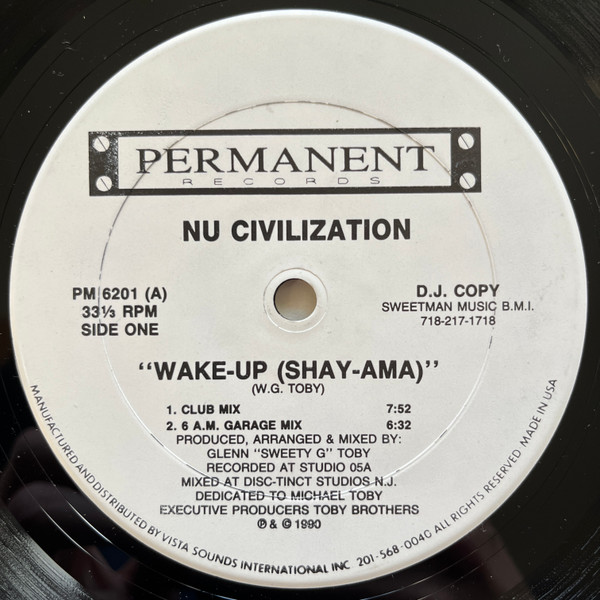 PERMANENT
RECORDS
NU CIVILIZATION
PM 6201 (A)
33⅓ RPM
SIDE ONE
D.J. COPY
SWEETMAN MUSIC B.M.I.
718-217-1718
"WAKE-UP (SHAY-AMA)"
(W.G. TOBY)
1. CLUB MIX 7:52
2. 6 A.M. GARAGE MIX 6:32
PRODUCED, ARRANGED & MIXED BY:
GLENN "SWEETY G" TOBY
RECORDED AT STUDIO 05A
MIXED AT DISC-TINCT STUDIOS N.J.
DEDICATED TO MICHAEL TOBY
EXECUTIVE PRODUCERS TOBY BROTHERS
℗ & © 1990
MANUFACTURED AND DISTRIBUTED BY VISTA SOUNDS INTERNATIONAL INC. 201-568-0040 ALL RIGHTS RESERVED MADE IN USA